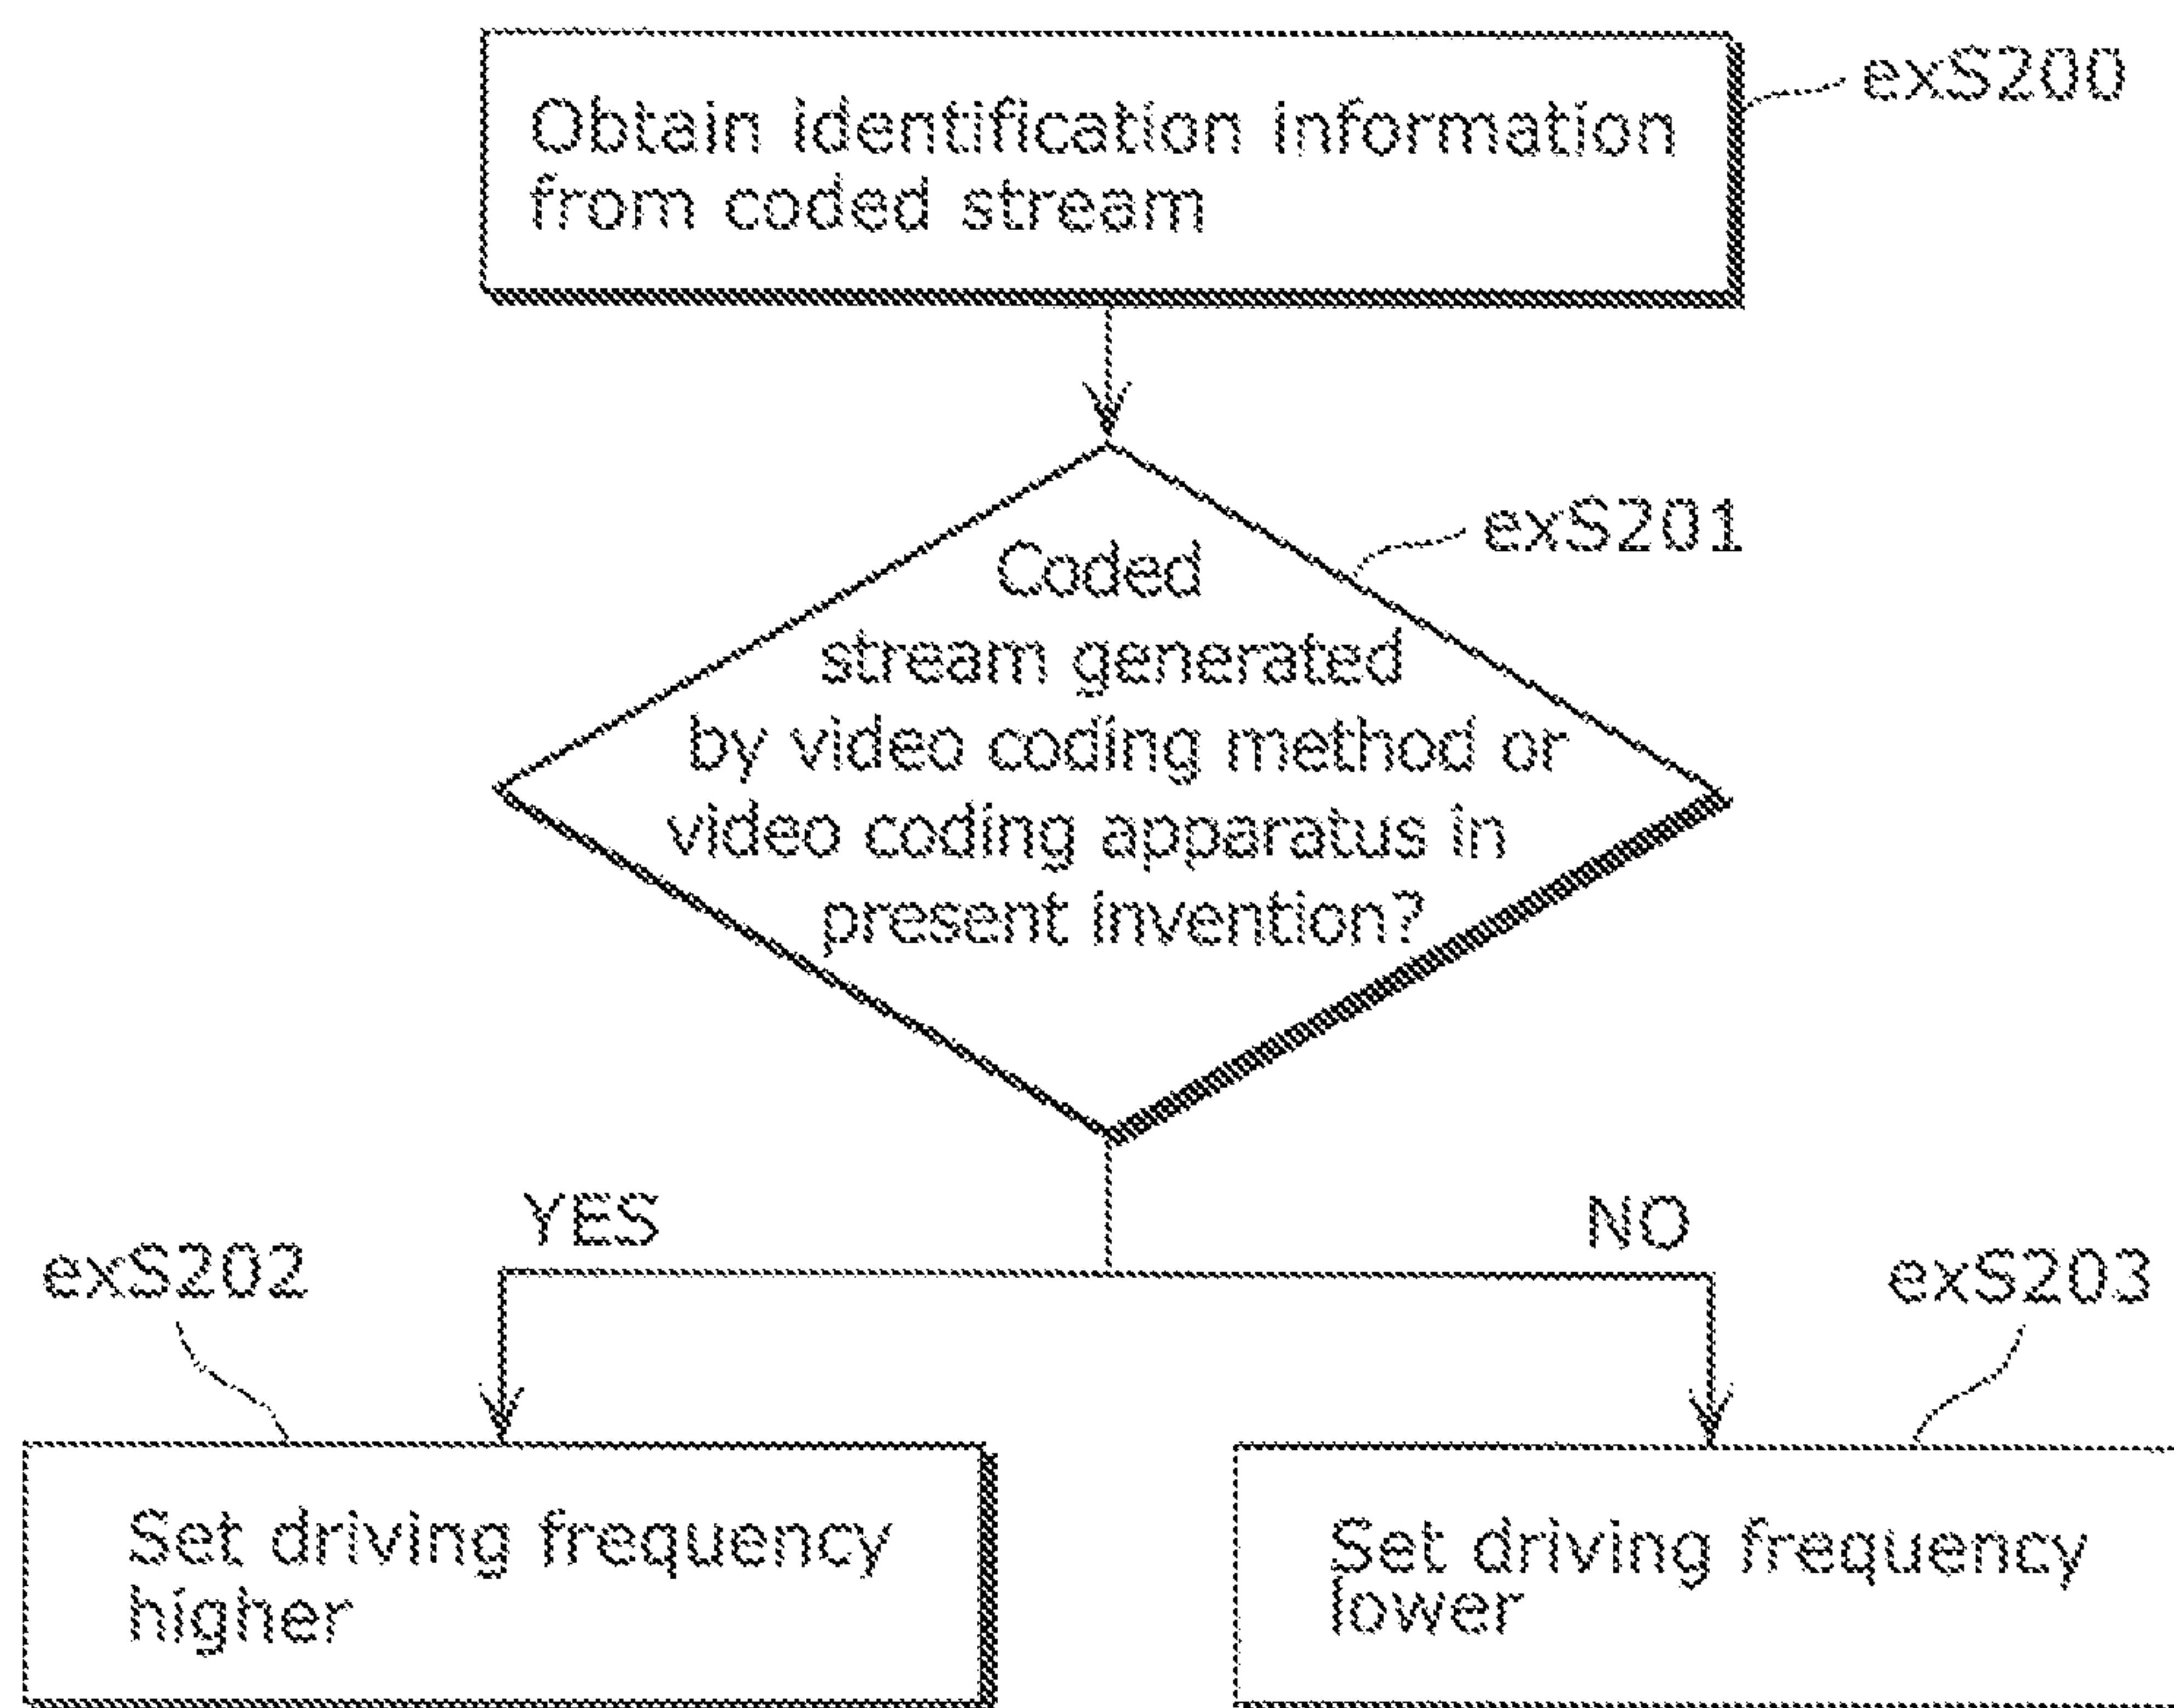 exS200
Obtain identification information
from coded stream
exS201
Coded
stream generated
by video coding method or
video coding apparatus in
present invention?
YES
NO
exS202
exS203
Set driving frequency
higher
Set driving frequency
lower